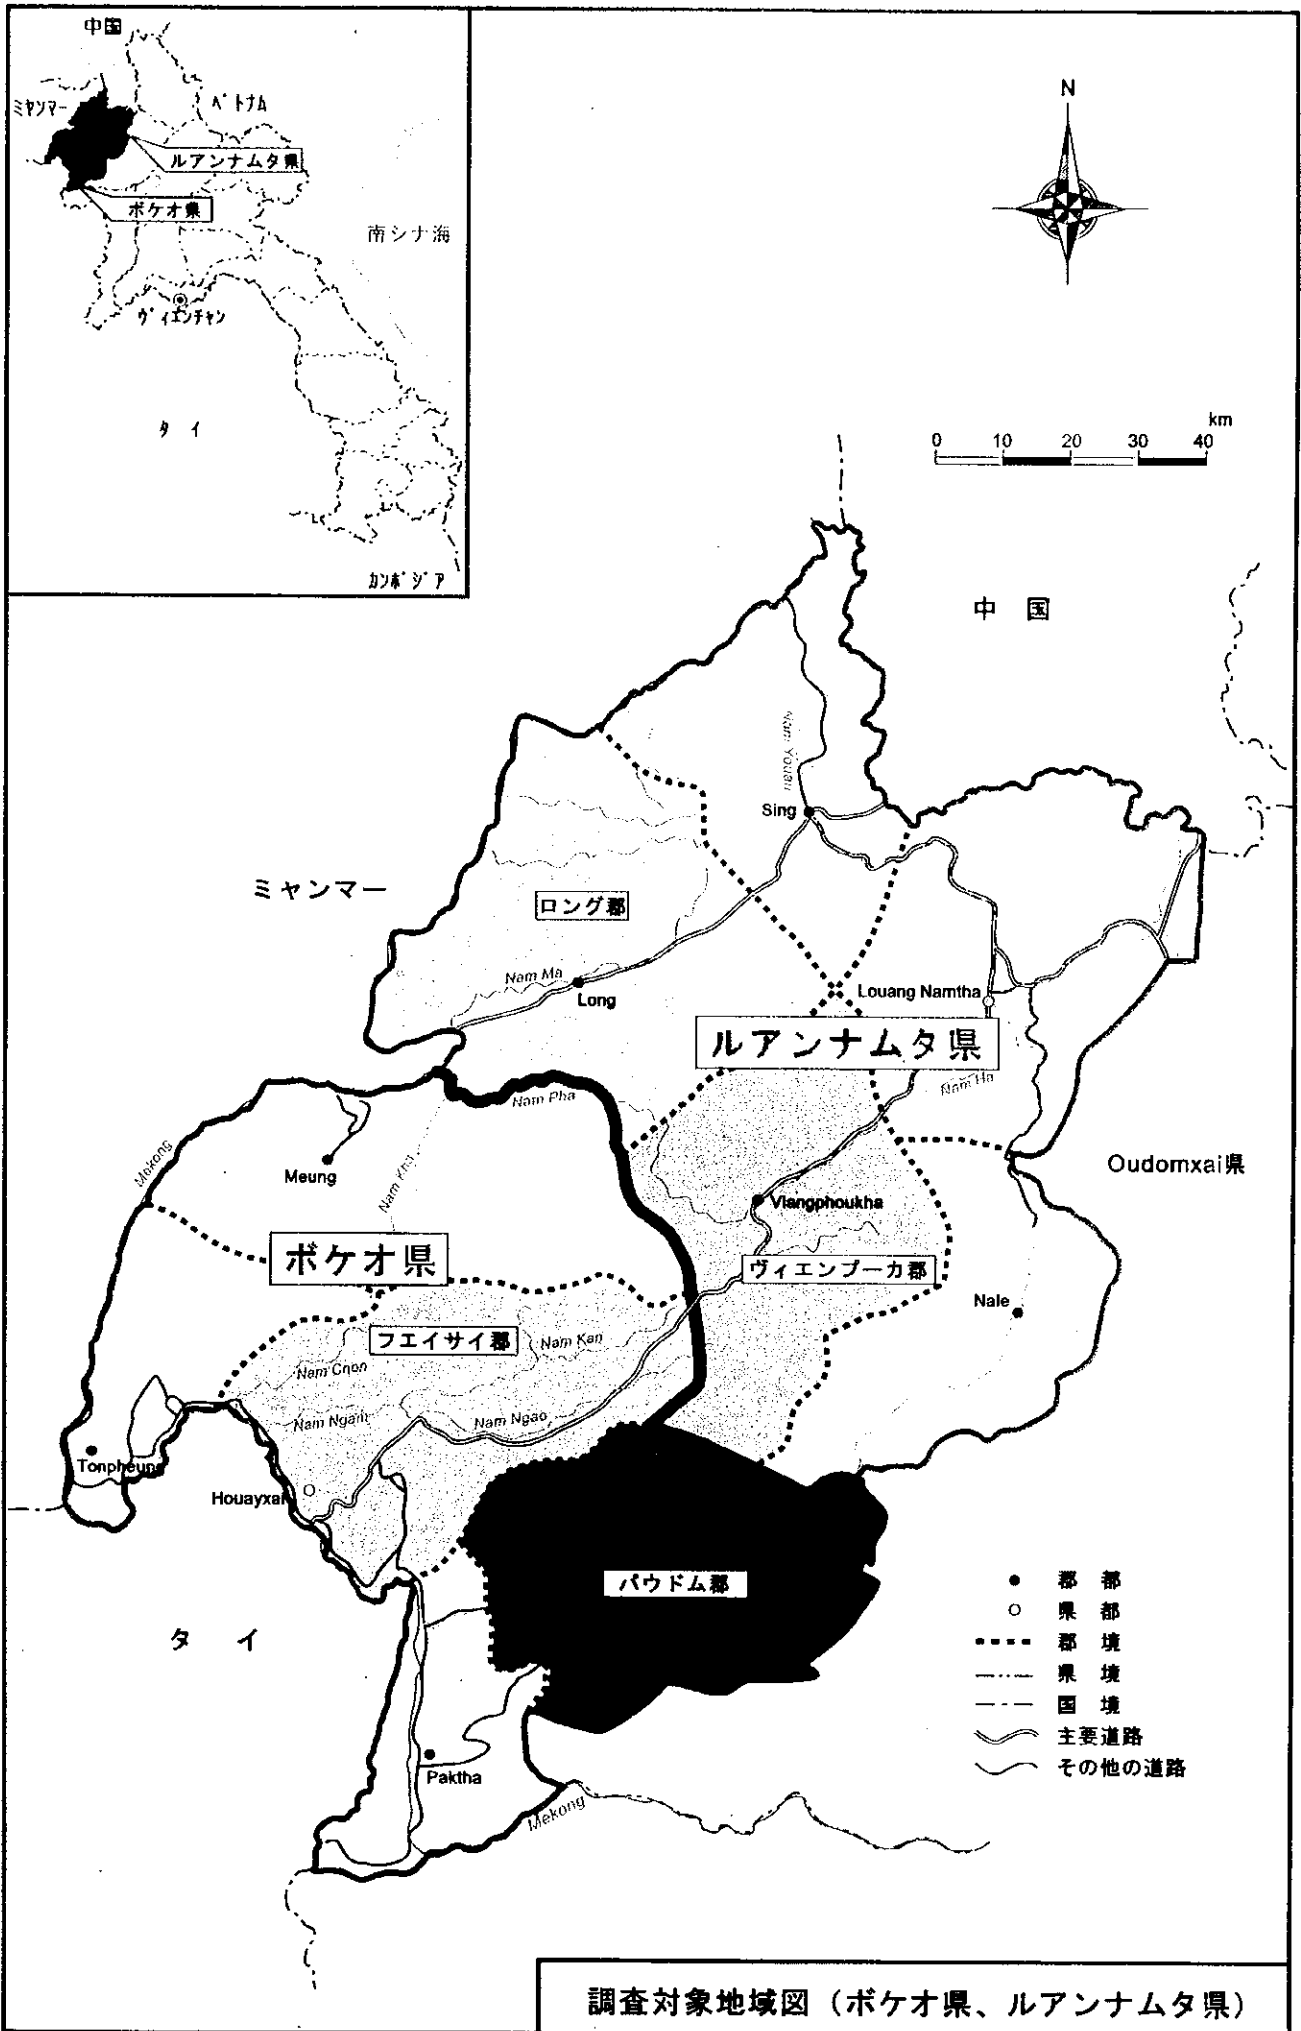 中国
ミャンマー
ベトナム
ルアンナムタ県
ボケオ県
南シナ海
ヴィエンチャン
タイ
カンボジア
N
km
0 10 20 30 40
中 国
Nam Youan
Sing
ミャンマー
ロング郡
Nam Ma
Long
Louang Namtha
ルアンナムタ県
Nam Ha
Nam Pha
Mekong
Meung
Nam Kha
Oudomxai県
Viangphoukha
ボケオ県
ヴィエンプーカ郡
Nale
フエイサイ郡
Nam Kan
Nam Chon
Nam Ngam
Nam Ngao
Tonpheung
Houayxai
パウドム郡
タ イ
Paktha
Mekong
郡 都
県 都
郡 境
県 境
国 境
主要道路
その他の道路
調査対象地域図（ボケオ県、ルアンナムタ県）